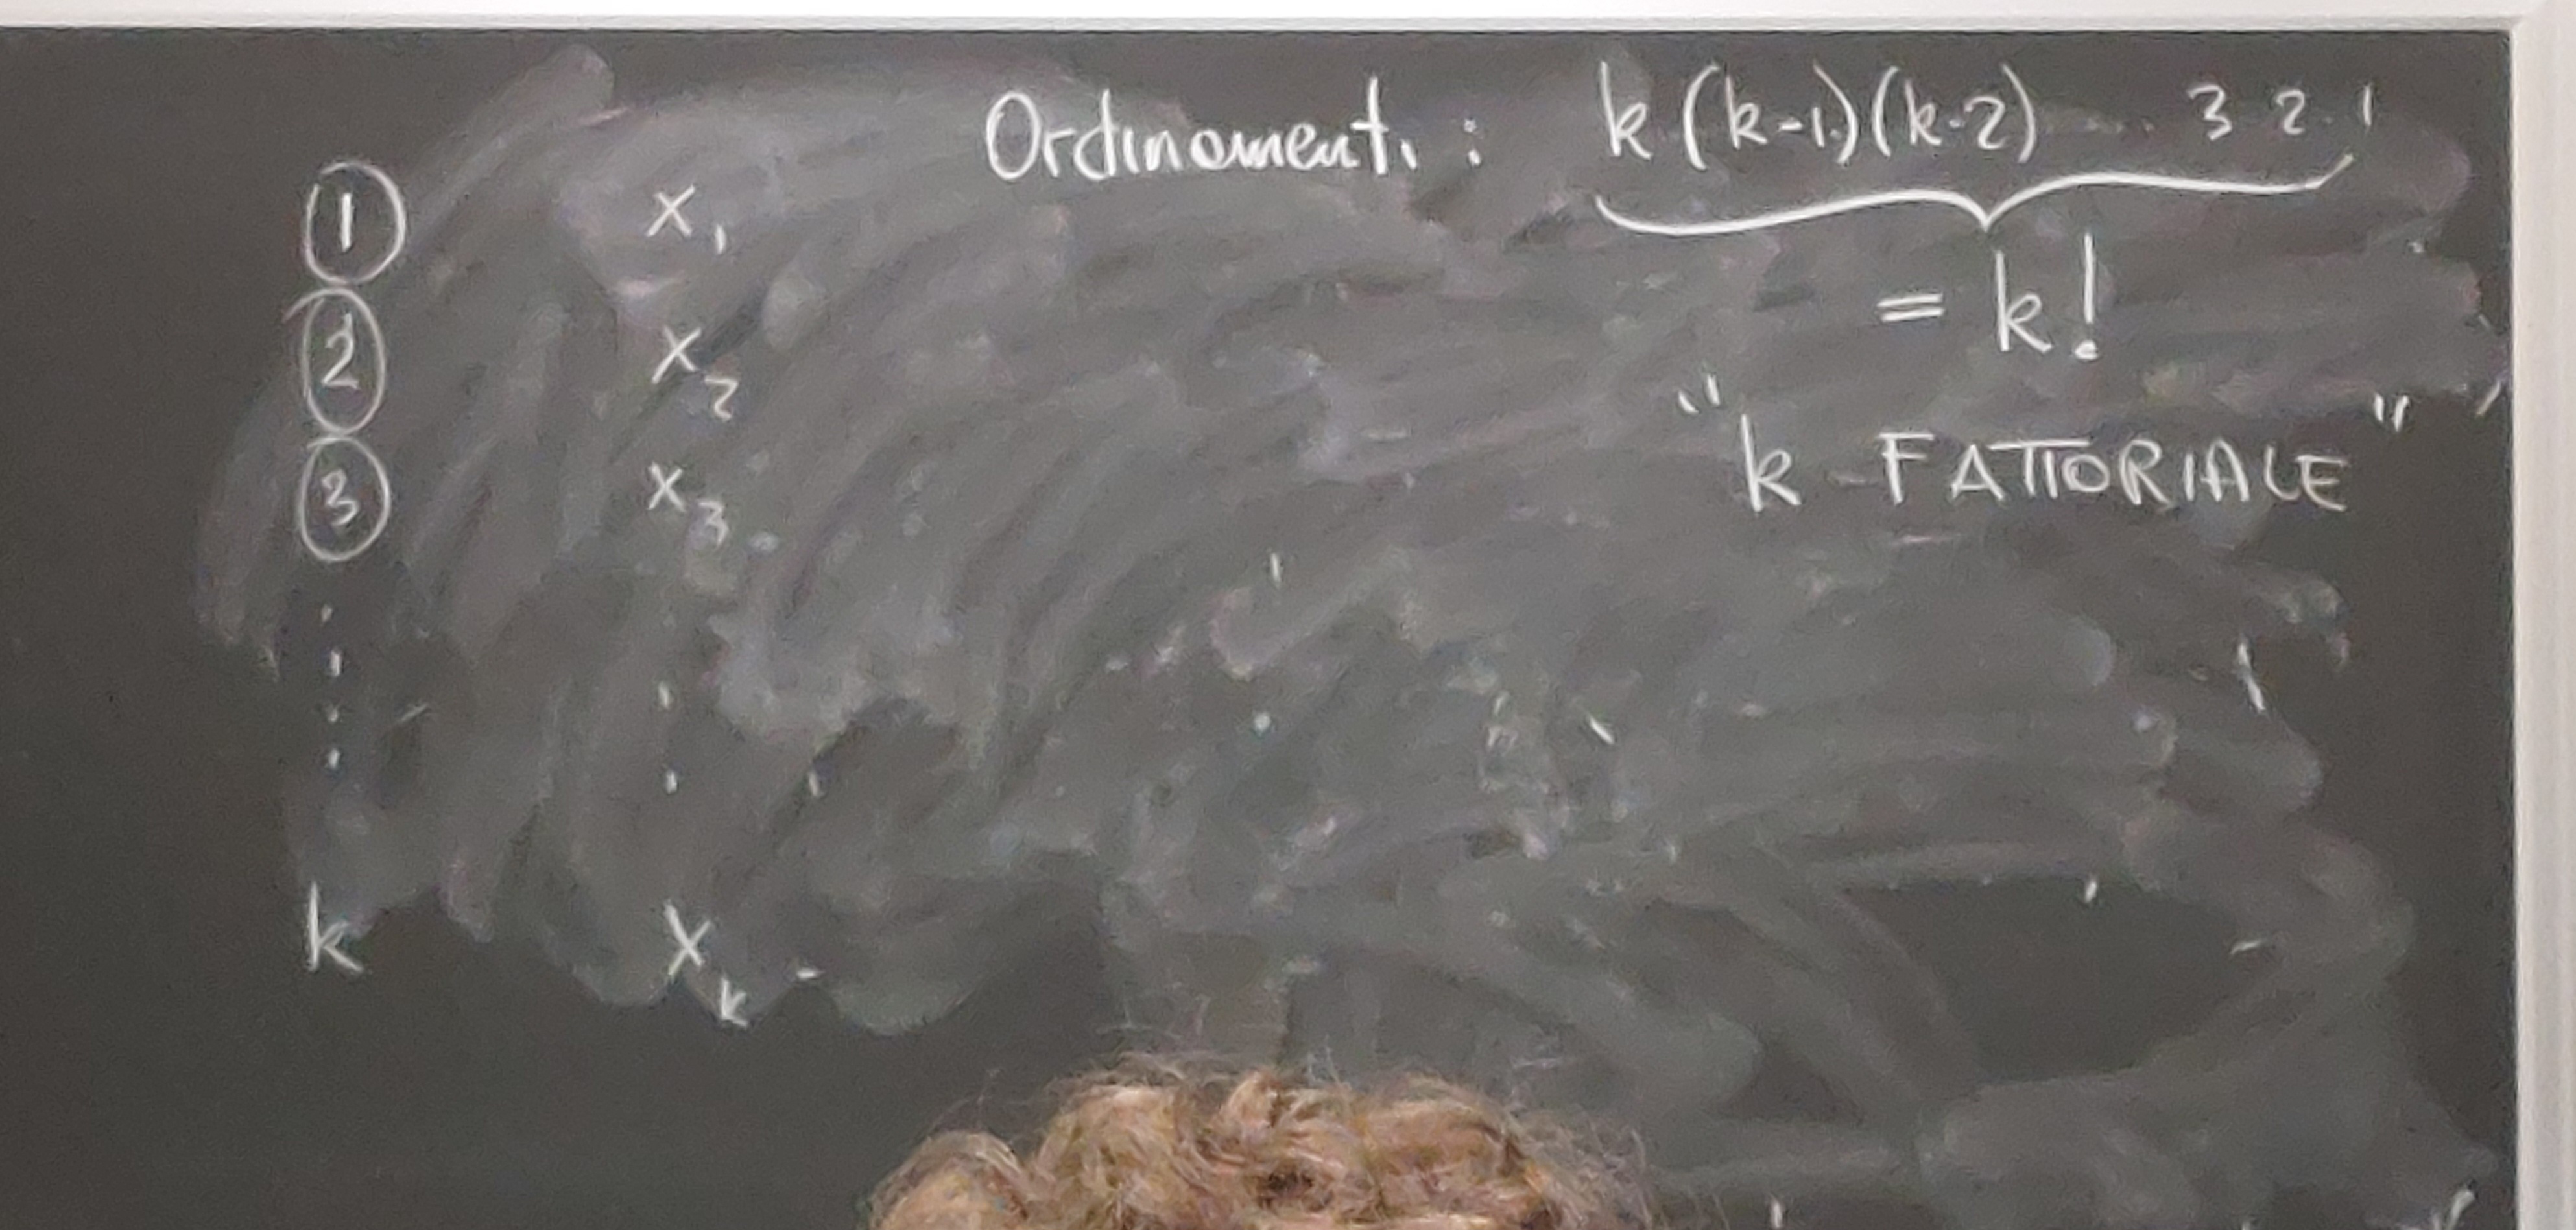 Ordinamenti : k (k-1)(k-2) .... 3 2 . 1
1 x₁
= k!
2 x₂
"k - FATTORIALE"
3 x₃
k xₖ